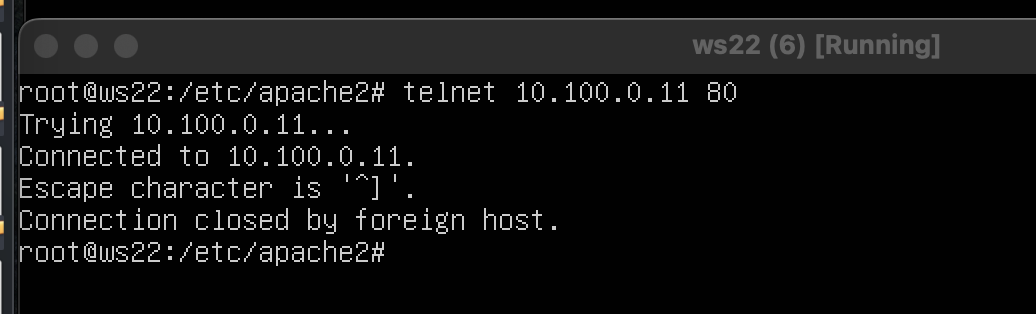 ws22 (6) [Running]
root@ws22:/etc/apache2# telnet 10.100.0.11 80
Trying 10.100.0.11...
Connected to 10.100.0.11.
Escape character is '^]'.
Connection closed by foreign host.
root@ws22:/etc/apache2#